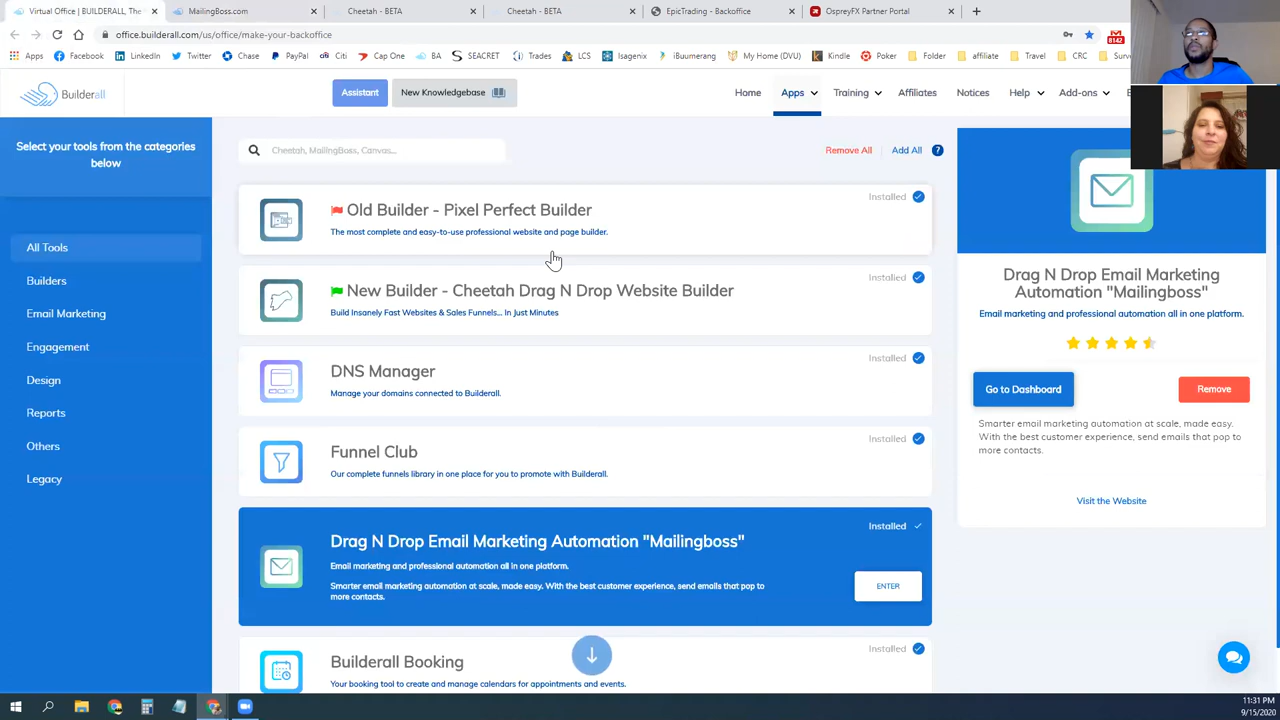 Virtual Office | BUILDERALL, The
MailingBoss.com
Cheetah - BETA
Cheetah - BETA
EpicTrading - Backoffice
OspreyFX Partner Portal
office.builderall.com/us/office/make-your-backoffice
8142
Apps
Facebook
LinkedIn
Twitter
Chase
PayPal
Citi
Cap One
BA
SEACRET
Trades
LCS
Isagenix
iBuumerang
My Home (DVU)
Kindle
Poker
Folder
affiliate
Travel
CRC
Surv
Builderall
Assistant
New Knowledgebase
Home
Apps
Training
Affiliates
Notices
Help
Add-ons
Select your tools from the categories
below
All Tools
Builders
Email Marketing
Engagement
Design
Reports
Others
Legacy
Cheetah, MailingBoss, Canvas...
Remove All
Add All
?
Old Builder - Pixel Perfect Builder
The most complete and easy-to-use professional website and page builder.
Installed
New Builder - Cheetah Drag N Drop Website Builder
Build Insanely Fast Websites & Sales Funnels... In Just Minutes
Installed
DNS Manager
Manage your domains connected to Builderall.
Installed
Funnel Club
Our complete funnels library in one place for you to promote with Builderall.
Installed
Drag N Drop Email Marketing Automation "Mailingboss"
Email marketing and professional automation all in one platform.
Smarter email marketing automation at scale, made easy. With the best customer experience, send emails that pop to
more contacts.
Installed
ENTER
Builderall Booking
Your booking tool to create and manage calendars for appointments and events.
Installed
Drag N Drop Email Marketing
Automation "Mailingboss"
Email marketing and professional automation all in one platform.
Go to Dashboard
Remove
Smarter email marketing automation at scale, made easy.
With the best customer experience, send emails that pop to
more contacts.
Visit the Website
11:31 PM
9/15/2020